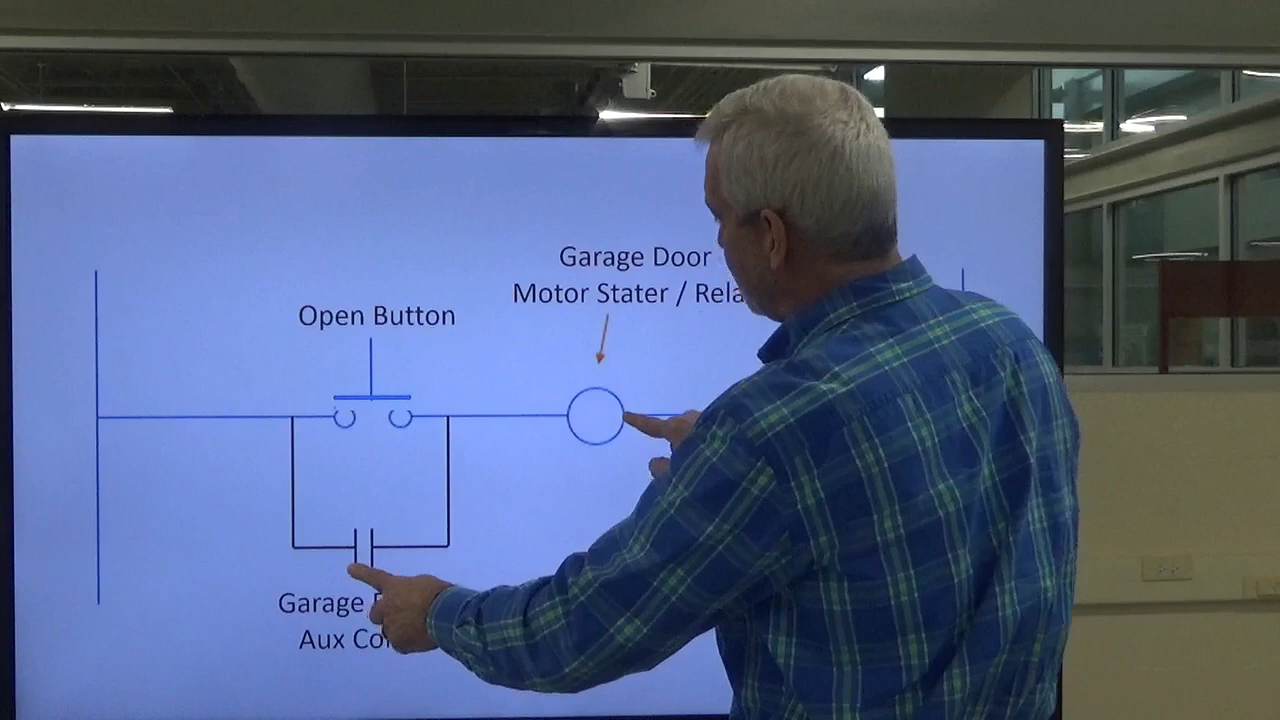 Garage Door
Motor Stater / Rela
Open Button
Garage
Aux Co